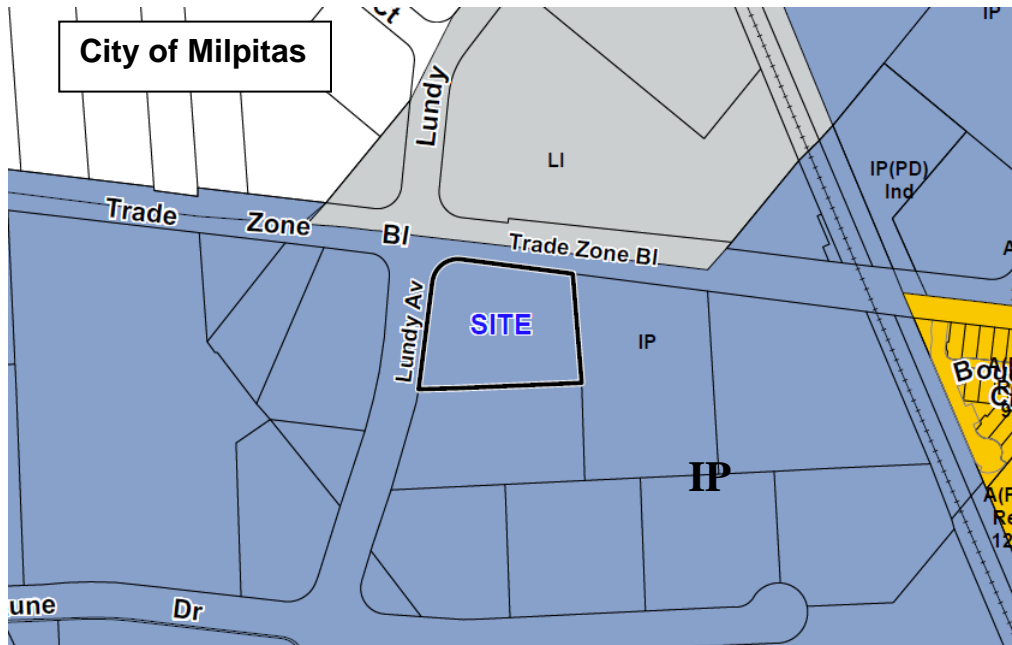 City of Milpitas
Ct
IP
Lundy
LI
IP(PD)
Ind
Trade Zone Bl
Trade Zone Bl
A
Lundy Av
SITE
IP
IP
une Dr